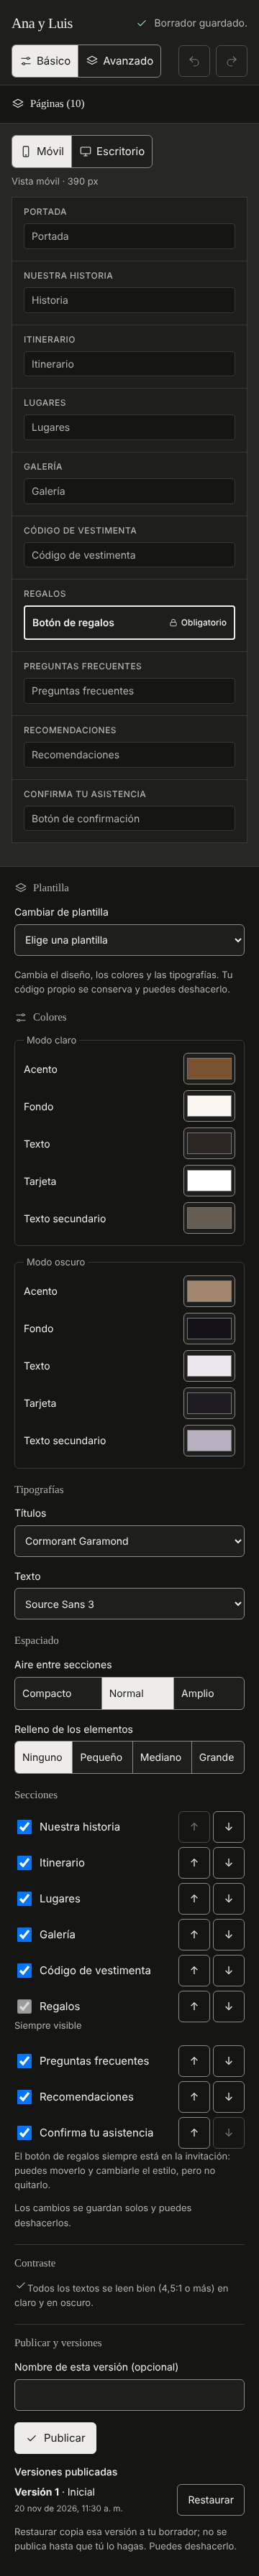 Ana y Luis
Borrador guardado.
Básico
Avanzado
Páginas (10)
Móvil
Escritorio
Vista móvil · 390 px
PORTADA
Portada
NUESTRA HISTORIA
Historia
ITINERARIO
Itinerario
LUGARES
Lugares
GALERÍA
Galería
CÓDIGO DE VESTIMENTA
Código de vestimenta
REGALOS
Botón de regalos
Obligatorio
PREGUNTAS FRECUENTES
Preguntas frecuentes
RECOMENDACIONES
Recomendaciones
CONFIRMA TU ASISTENCIA
Botón de confirmación
Plantilla
Cambiar de plantilla
Elige una plantilla
Cambia el diseño, los colores y las tipografías. Tu
código propio se conserva y puedes deshacerlo.
Colores
Modo claro
Acento
Fondo
Texto
Tarjeta
Texto secundario
Modo oscuro
Acento
Fondo
Texto
Tarjeta
Texto secundario
Tipografías
Títulos
Cormorant Garamond
Texto
Source Sans 3
Espaciado
Aire entre secciones
Compacto
Normal
Amplio
Relleno de los elementos
Ninguno
Pequeño
Mediano
Grande
Secciones
Nuestra historia
↑ ↓
Itinerario
↑ ↓
Lugares
↑ ↓
Galería
↑ ↓
Código de vestimenta
↑ ↓
Regalos
↑ ↓
Siempre visible
Preguntas frecuentes
↑ ↓
Recomendaciones
↑ ↓
Confirma tu asistencia
↑ ↓
El botón de regalos siempre está en la invitación:
puedes moverlo y cambiarle el estilo, pero no
quitarlo.
Los cambios se guardan solos y puedes
deshacerlos.
Contraste
Todos los textos se leen bien (4,5:1 o más) en
claro y en oscuro.
Publicar y versiones
Nombre de esta versión (opcional)
Publicar
Versiones publicadas
Versión 1 · Inicial
20 nov de 2026, 11:30 a. m.
Restaurar
Restaurar copia esa versión a tu borrador; no se
publica hasta que tú lo hagas. Puedes deshacerlo.